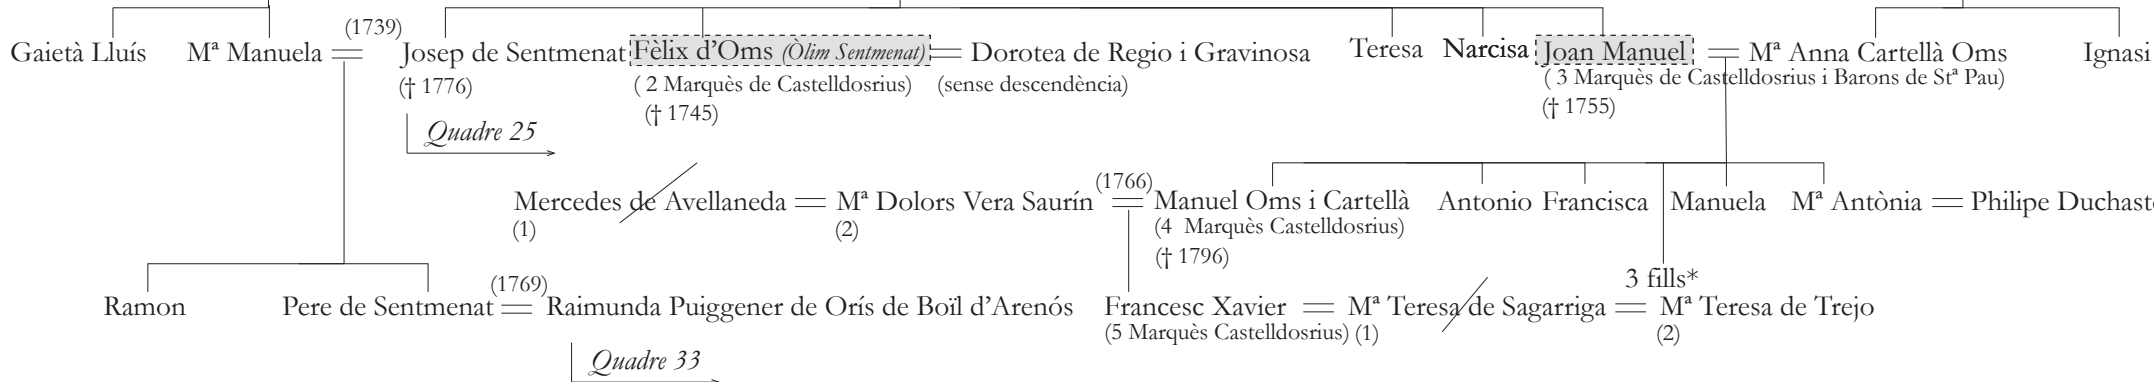 (1739)
Gaietà Lluís Mª Manuela Josep de Sentmenat Fèlix d'Oms (Òlim Sentmenat) Dorotea de Regio i Gravinosa Teresa Narcisa Joan Manuel Mª Anna Cartellà Oms Ignasi
(† 1776) ( 2 Marquès de Castelldosrius) (sense descendència) ( 3 Marquès de Castelldosrius i Barons de Stª Pau)
(† 1745) († 1755)
Quadre 25
(1766)
Mercedes de Avellaneda Mª Dolors Vera Saurín Manuel Oms i Cartellà Antonio Francisca Manuela Mª Antònia Philipe Duchast
(1) (2) (4 Marquès Castelldosrius)
(† 1796)
(1769) 3 fills*
Ramon Pere de Sentmenat Raimunda Puiggener de Orís de Boïl d'Arenós Francesc Xavier Mª Teresa de Sagarriga Mª Teresa de Trejo
(5 Marquès Castelldosrius) (1) (2)
Quadre 33